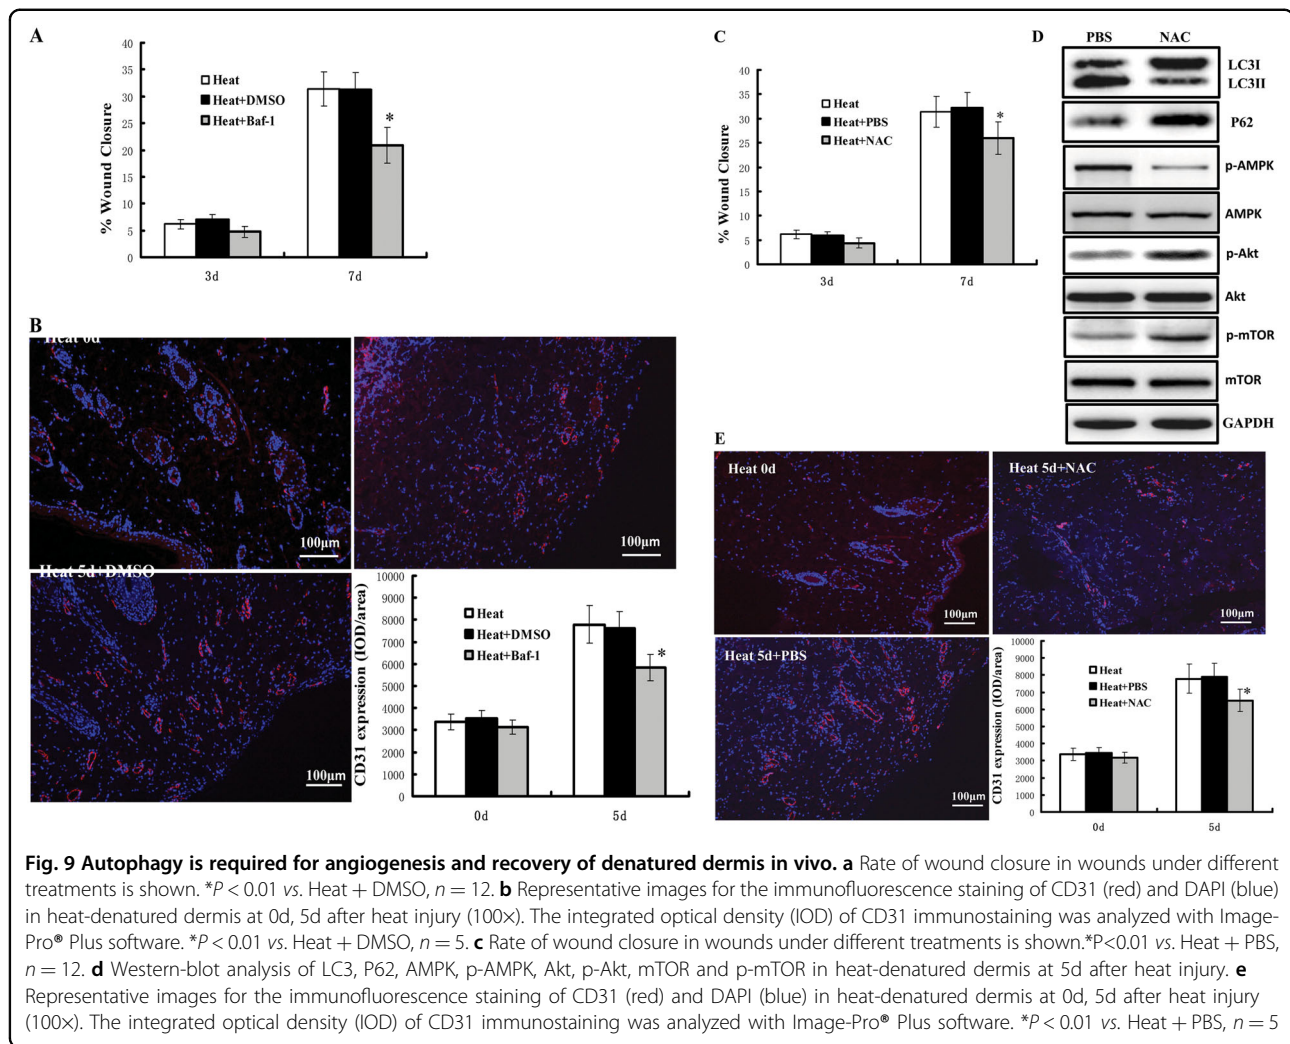 A
% Wound Closure
40
35
30
25
20
15
10
5
0
Heat
Heat+DMSO
Heat+Baf-1
*
3d
7d
C
% Wound Closure
40
35
30
25
20
15
10
5
0
Heat
Heat+PBS
Heat+NAC
*
3d
7d
D
PBS NAC
LC3I
LC3II
P62
p-AMPK
AMPK
p-Akt
Akt
p-mTOR
mTOR
GAPDH
B
Heat 0d
100μm
100μm
Heat 5d+DMSO
100μm
CD31 expression (IOD/area)
10000
9000
8000
7000
6000
5000
4000
3000
2000
1000
0
Heat
Heat+DMSO
Heat+Baf-1
*
0d
5d
E
Heat 0d
100μm
Heat 5d+NAC
100μm
Heat 5d+PBS
100μm
CD31 expression (IOD/area)
10000
9000
8000
7000
6000
5000
4000
3000
2000
1000
0
Heat
Heat+PBS
Heat+NAC
*
0d
5d
Fig. 9 Autophagy is required for angiogenesis and recovery of denatured dermis in vivo. a Rate of wound closure in wounds under different
treatments is shown. *P < 0.01 vs. Heat + DMSO, n = 12. b Representative images for the immunofluorescence staining of CD31 (red) and DAPI (blue)
in heat-denatured dermis at 0d, 5d after heat injury (100×). The integrated optical density (IOD) of CD31 immunostaining was analyzed with Image-
Pro® Plus software. *P < 0.01 vs. Heat + DMSO, n = 5. c Rate of wound closure in wounds under different treatments is shown.*P<0.01 vs. Heat + PBS,
n = 12. d Western-blot analysis of LC3, P62, AMPK, p-AMPK, Akt, p-Akt, mTOR and p-mTOR in heat-denatured dermis at 5d after heat injury. e
Representative images for the immunofluorescence staining of CD31 (red) and DAPI (blue) in heat-denatured dermis at 0d, 5d after heat injury
(100×). The integrated optical density (IOD) of CD31 immunostaining was analyzed with Image-Pro® Plus software. *P < 0.01 vs. Heat + PBS, n = 5